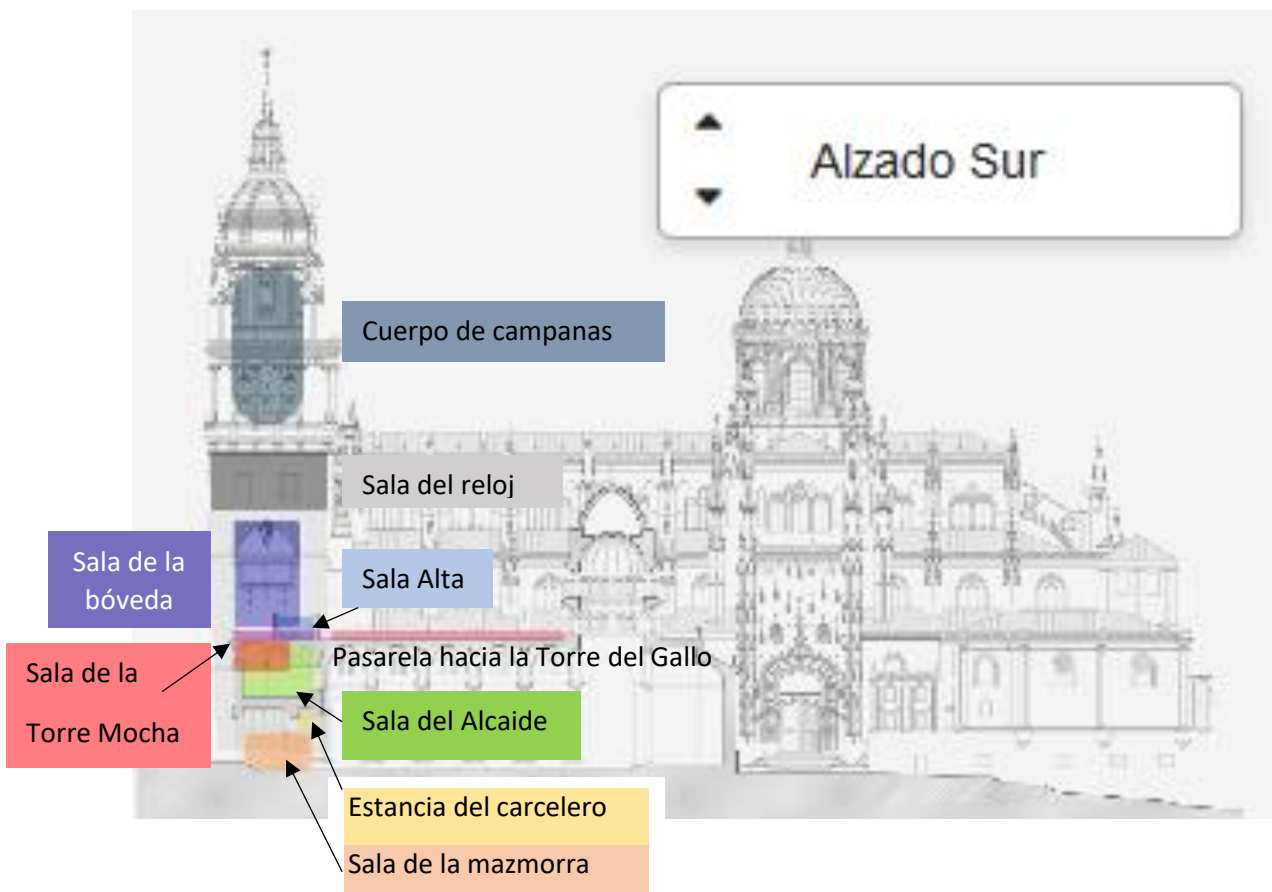 Alzado Sur
Cuerpo de campanas
Sala del reloj
Sala de la
bóveda
Sala Alta
Sala de la
Torre Mocha
Pasarela hacia la Torre del Gallo
Sala del Alcaide
Estancia del carcelero
Sala de la mazmorra